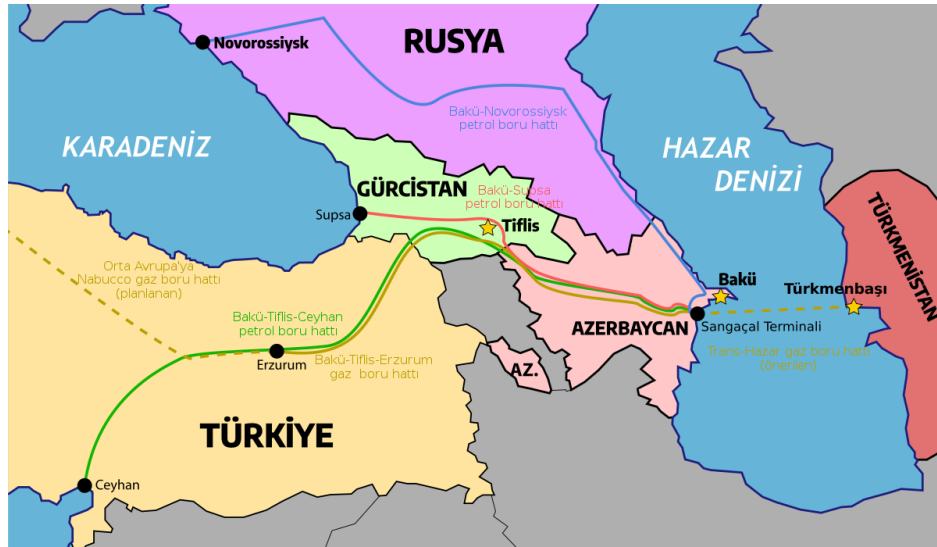 Novorossiysk
RUSYA
Bakü-Novorossiysk
petrol boru hattı
KARADENİZ
HAZAR
DENİZİ
GÜRCİSTAN
Bakü-Supsa
petrol boru hattı
Supsa
Tiflis
TÜRKMENİSTAN
Orta Avrupa'ya
Nabucco gaz boru hattı
(planlanan)
Bakü
Türkmenbaşı
Bakü-Tiflis-Ceyhan
petrol boru hattı
AZERBAYCAN
Sangaçal Terminali
Erzurum
Bakü-Tiflis-Erzurum
gaz boru hattı
Trans-Hazar gaz boru hattı
(önerilen)
AZ.
TÜRKİYE
Ceyhan